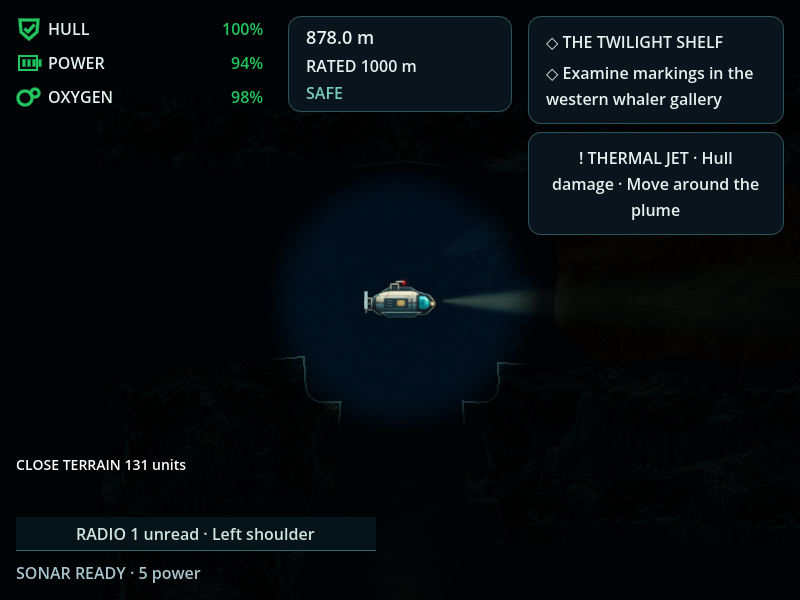 HULL 100%
POWER 94%
OXYGEN 98%
878.0 m
RATED 1000 m
SAFE
◇ THE TWILIGHT SHELF
◇ Examine markings in the
western whaler gallery
! THERMAL JET · Hull
damage · Move around the
plume
CLOSE TERRAIN 131 units
RADIO 1 unread · Left shoulder
SONAR READY · 5 power